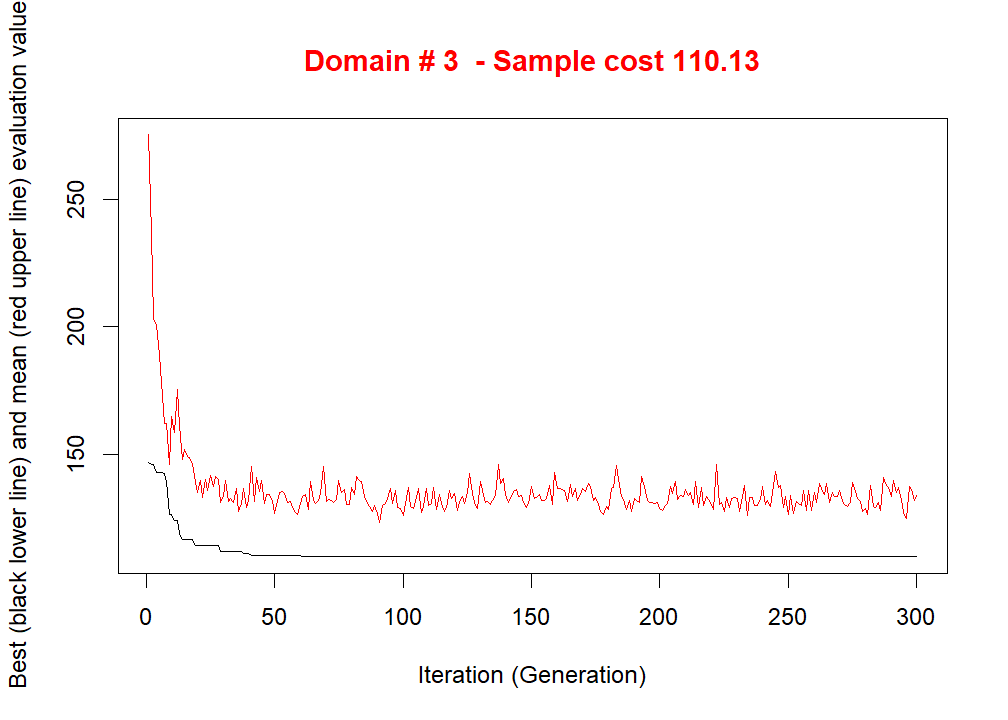 Domain # 3  - Sample cost 110.13
Best (black lower line) and mean (red upper line) evaluation value
250
200
150
0 50 100 150 200 250 300
Iteration (Generation)